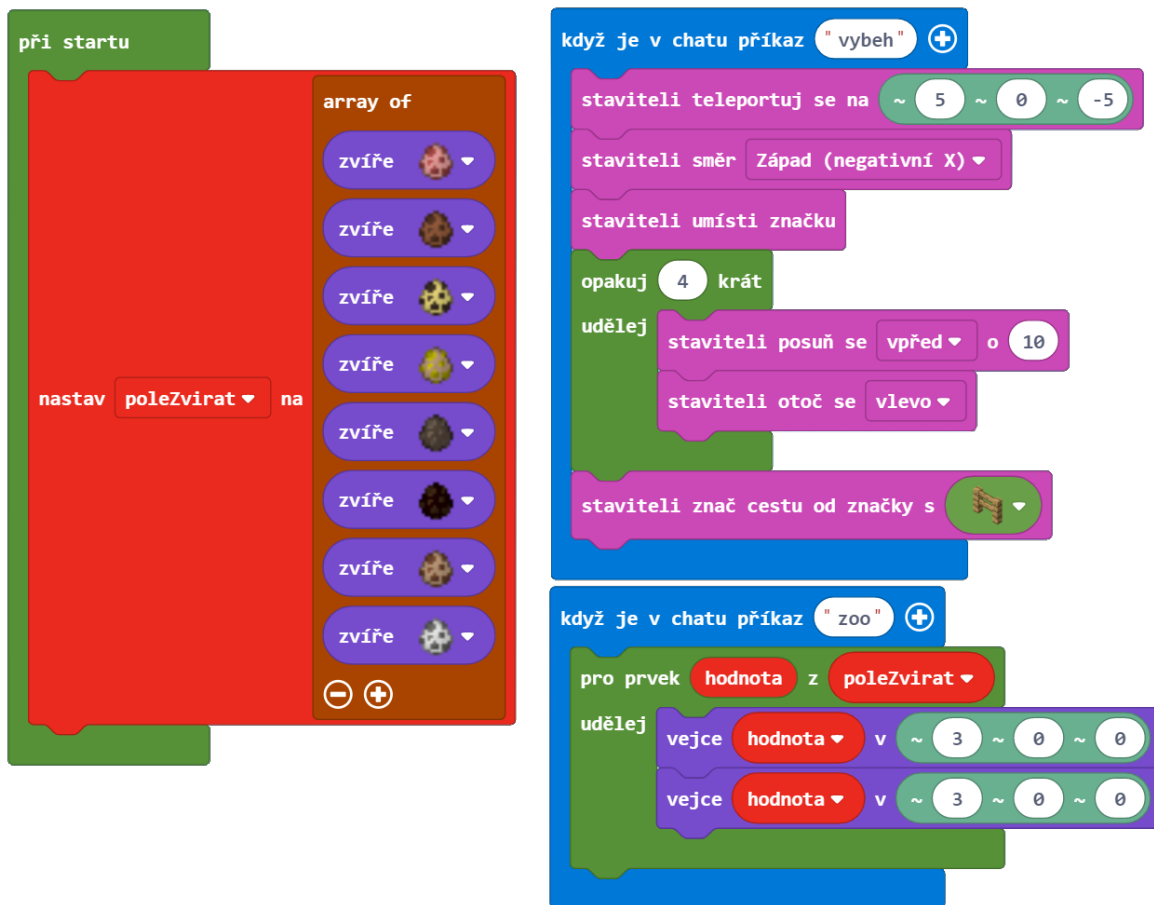 při startu
nastav poleZvirat na
array of
zvíře
zvíře
zvíře
zvíře
zvíře
zvíře
zvíře
zvíře
když je v chatu příkaz "vybeh"
staviteli teleportuj se na ~ 5 ~ 0 ~ -5
staviteli směr Západ (negativní X)
staviteli umísti značku
opakuj 4 krát
udělej
staviteli posuň se vpřed o 10
staviteli otoč se vlevo
staviteli znač cestu od značky s
když je v chatu příkaz "zoo"
pro prvek hodnota z poleZvirat
udělej
vejce hodnota v ~ 3 ~ 0 ~ 0
vejce hodnota v ~ 3 ~ 0 ~ 0